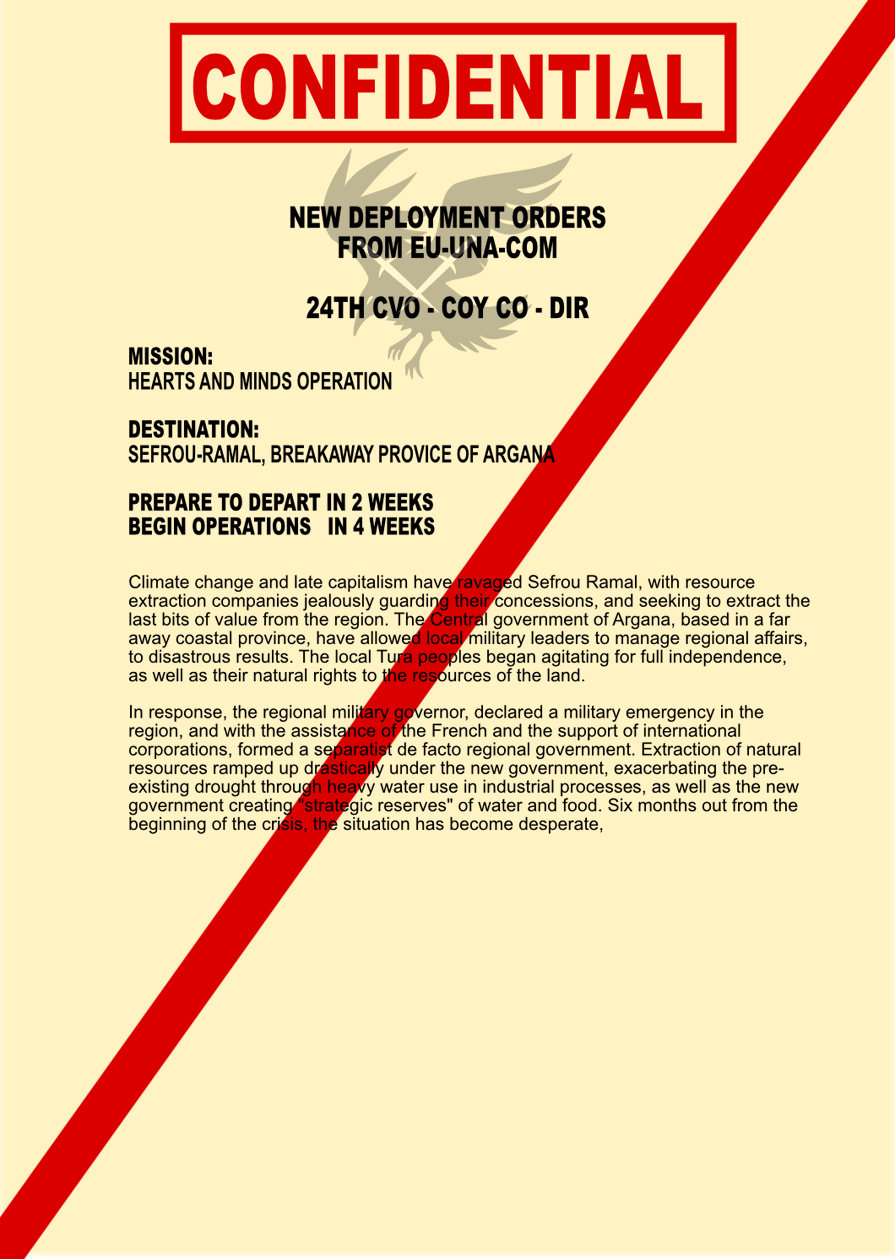 CONFIDENTIAL
NEW DEPLOYMENT ORDERS
FROM EU-UNA-COM
24TH CVO - COY CO - DIR
MISSION:
HEARTS AND MINDS OPERATION
DESTINATION:
SEFROU-RAMAL, BREAKAWAY PROVICE OF ARGANA
PREPARE TO DEPART IN 2 WEEKS
BEGIN OPERATIONS   IN 4 WEEKS
Climate change and late capitalism have ravaged Sefrou Ramal, with resource
extraction companies jealously guarding their concessions, and seeking to extract the
last bits of value from the region. The Central government of Argana, based in a far
away coastal province, have allowed local military leaders to manage regional affairs,
to disastrous results. The local Tura peoples began agitating for full independence,
as well as their natural rights to the resources of the land.
In response, the regional military governor, declared a military emergency in the
region, and with the assistance of the French and the support of international
corporations, formed a separatist de facto regional government. Extraction of natural
resources ramped up drastically under the new government, exacerbating the pre-
existing drought through heavy water use in industrial processes, as well as the new
government creating "strategic reserves" of water and food. Six months out from the
beginning of the crisis, the situation has become desperate,